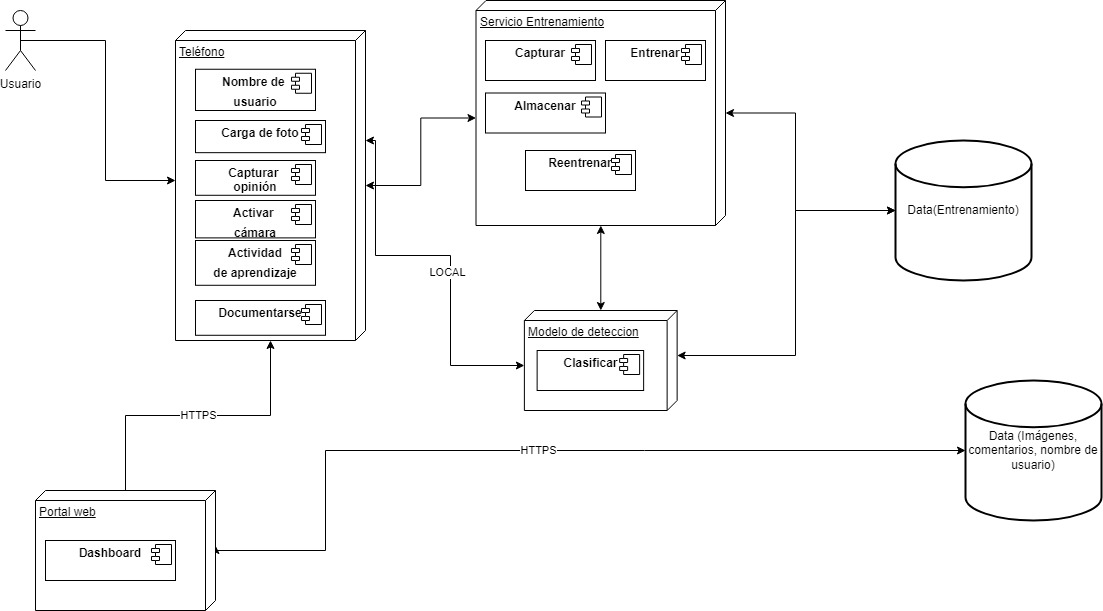 Usuario
Teléfono
Nombre de
usuario
Carga de foto
Capturar
opinión
Activar
cámara
Actividad
de aprendizaje
Documentarse
Servicio Entrenamiento
Capturar
Entrenar
Almacenar
Reentrenar
LOCAL
Modelo de deteccion
Clasificar
Data(Entrenamiento)
HTTPS
HTTPS
Data (Imágenes,
comentarios, nombre de
usuario)
Portal web
Dashboard